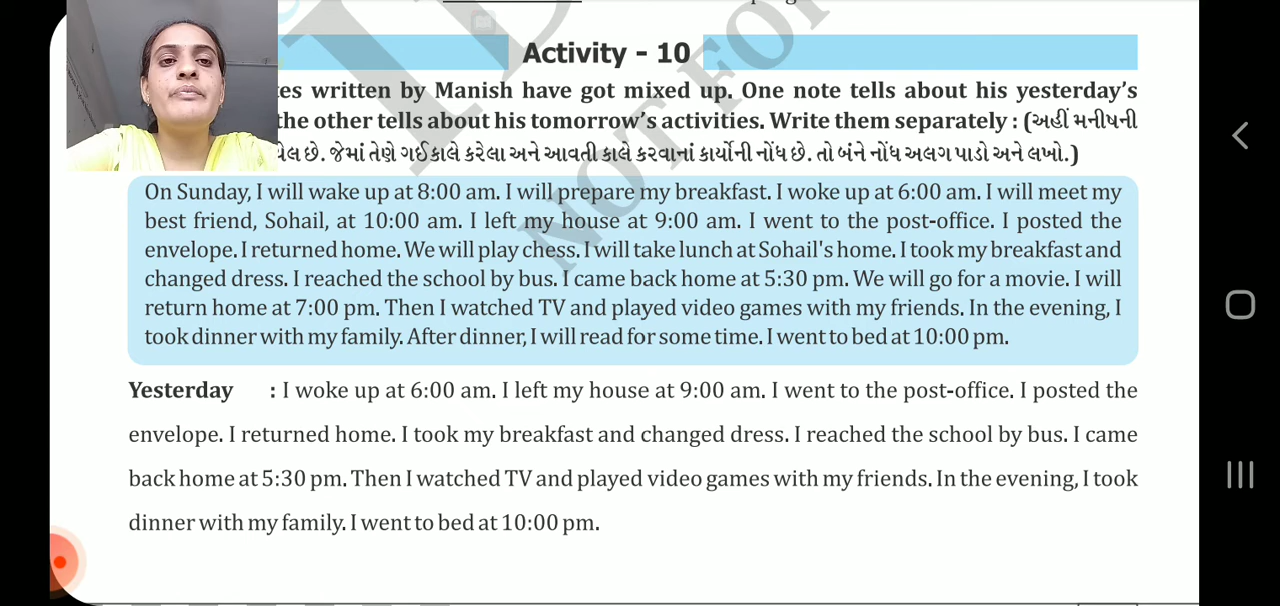 Activity - 10
tes written by Manish have got mixed up. One note tells about his yesterday's
the other tells about his tomorrow's activities. Write them separately : (અહીં મનીષની
છે. જેમાં તેણે ગઈકાલે કરેલા અને આવતી કાલે કરવાનાં કાર્યોની નોંધ છે. તો બંને નોંધ અલગ પાડો અને લખો.)
On Sunday, I will wake up at 8:00 am. I will prepare my breakfast. I woke up at 6:00 am. I will meet my
best friend, Sohail, at 10:00 am. I left my house at 9:00 am. I went to the post-office. I posted the
envelope. I returned home. We will play chess. I will take lunch at Sohail's home. I took my breakfast and
changed dress. I reached the school by bus. I came back home at 5:30 pm. We will go for a movie. I will
return home at 7:00 pm. Then I watched TV and played video games with my friends. In the evening, I
took dinner with my family. After dinner, I will read for some time. I went to bed at 10:00 pm.
Yesterday : I woke up at 6:00 am. I left my house at 9:00 am. I went to the post-office. I posted the
envelope. I returned home. I took my breakfast and changed dress. I reached the school by bus. I came
back home at 5:30 pm. Then I watched TV and played video games with my friends. In the evening, I took
dinner with my family. I went to bed at 10:00 pm.
NOT FOR